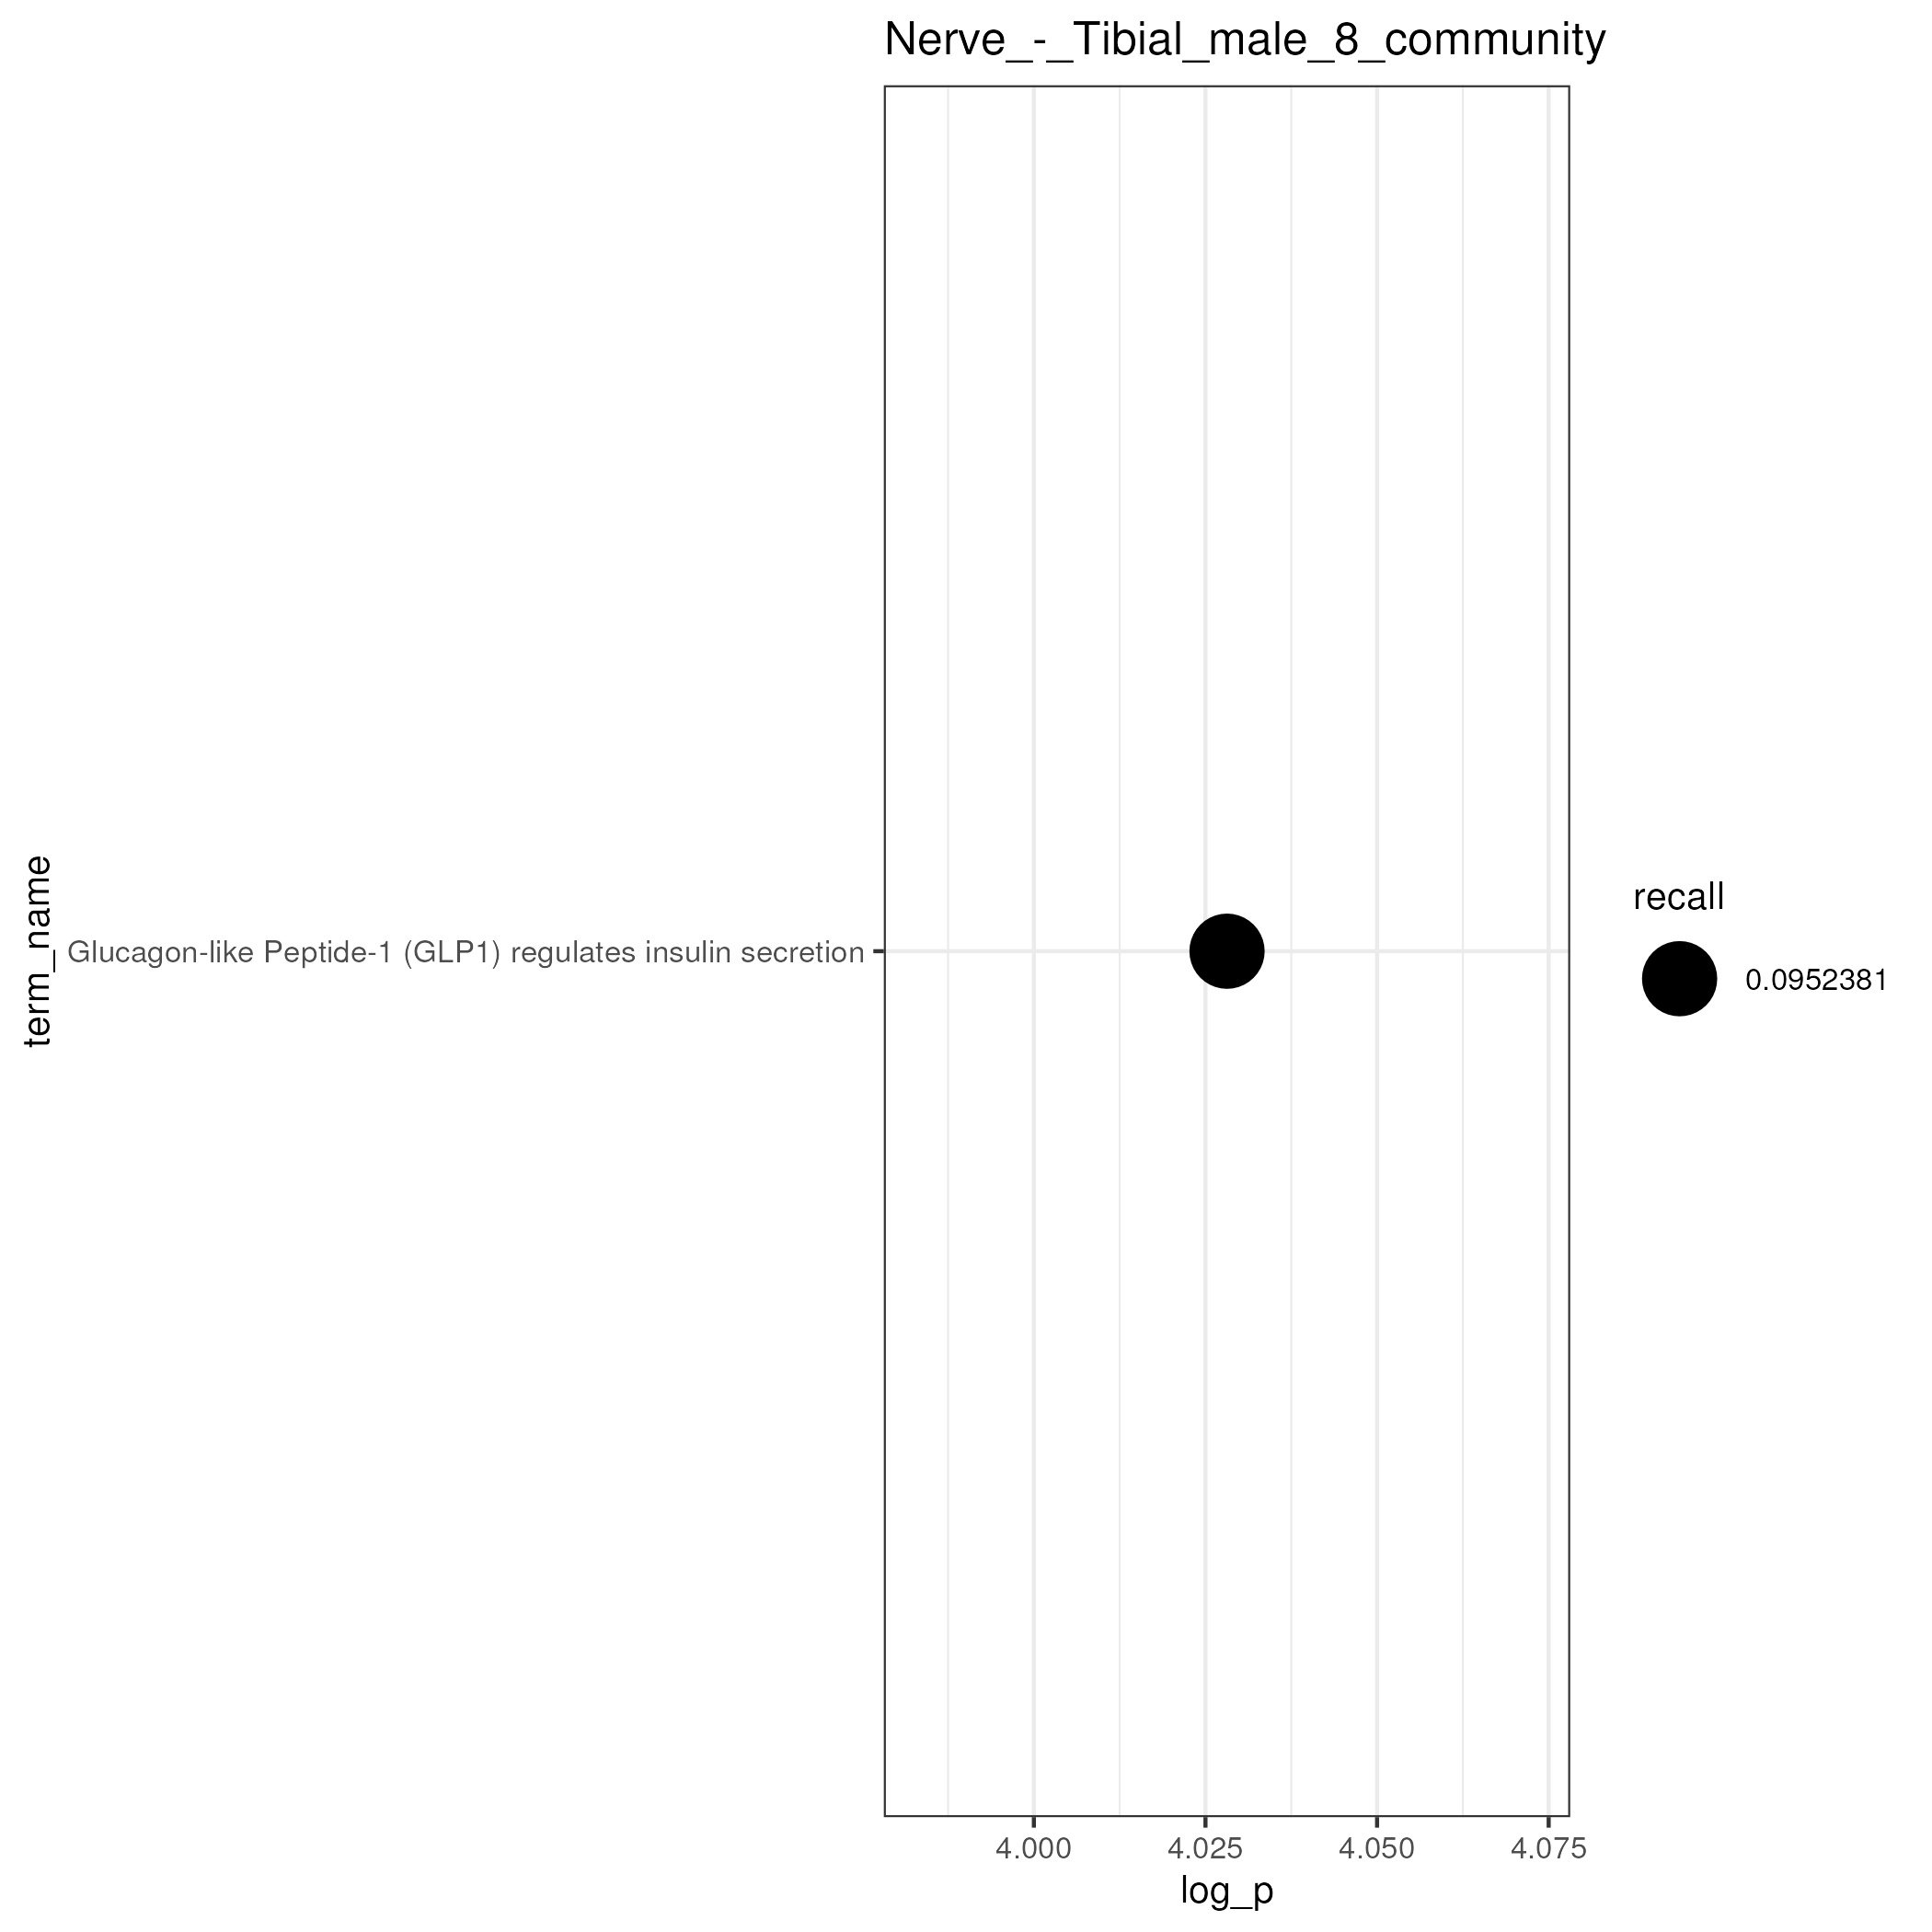 Nerve_-_Tibial_male_8_community
term_name
Glucagon-like Peptide-1 (GLP1) regulates insulin secretion
recall
0.0952381
4.000 4.025 4.050 4.075
log_p